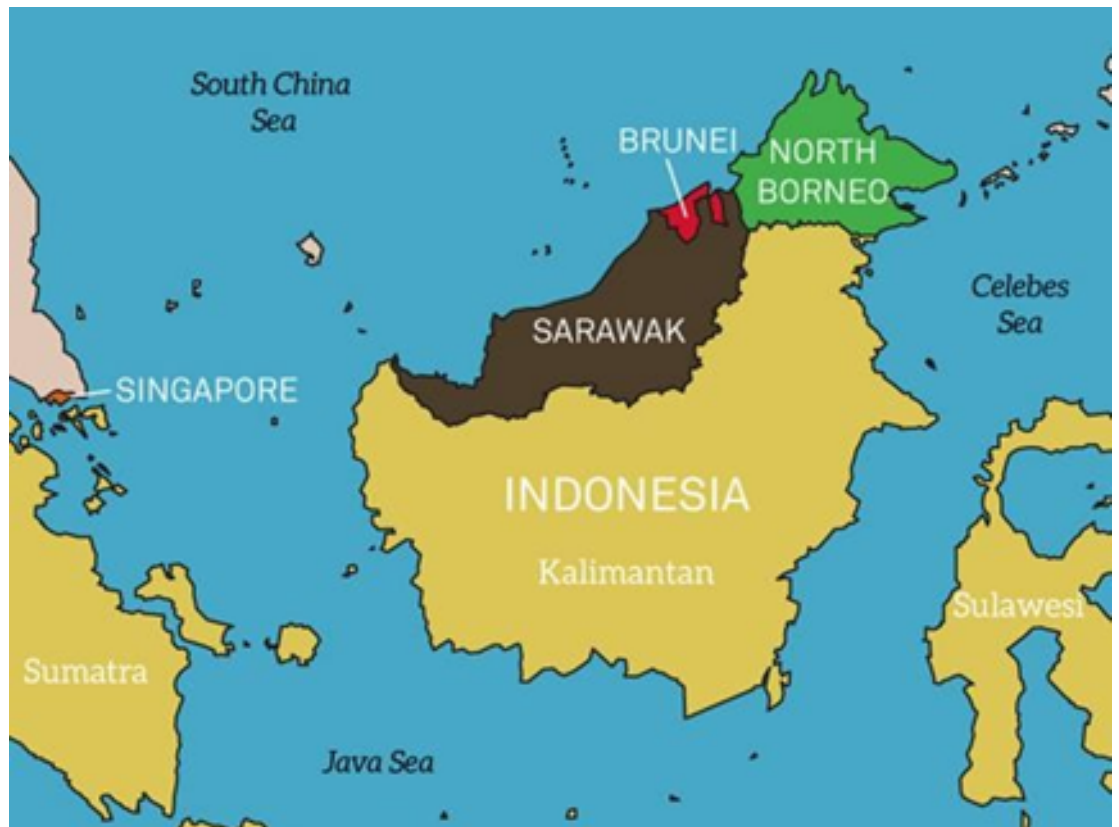 South China
Sea
BRUNEI
NORTH
BORNEO
Celebes
Sea
SARAWAK
SINGAPORE
INDONESIA
Kalimantan
Sulawesi
Sumatra
Java Sea